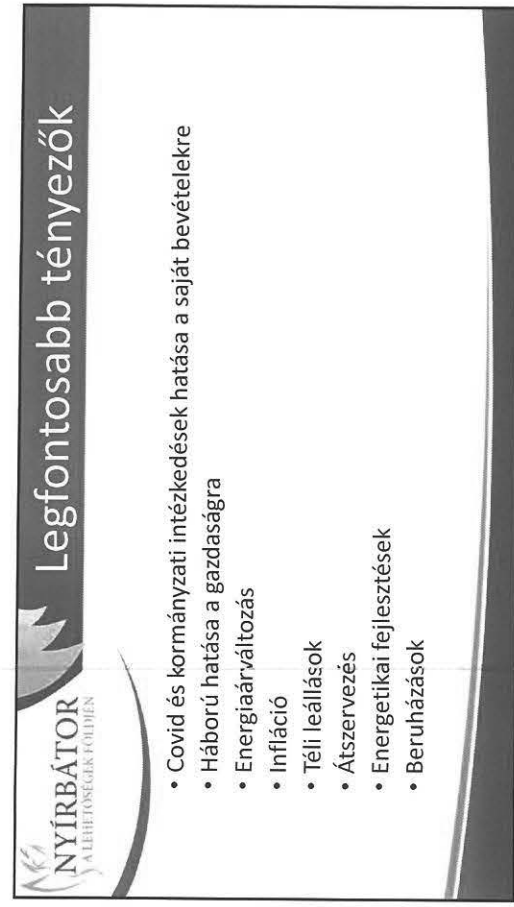 NYÍRBÁTOR
A LEHETŐSÉGEK FÖLDJÉN
Legfontosabb tényezők
• Covid és kormányzati intézkedések hatása a saját bevételekre
• Háború hatása a gazdaságra
• Energiaárváltozás
• Infláció
• Téli leállások
• Átszervezés
• Energetikai fejlesztések
• Beruházások